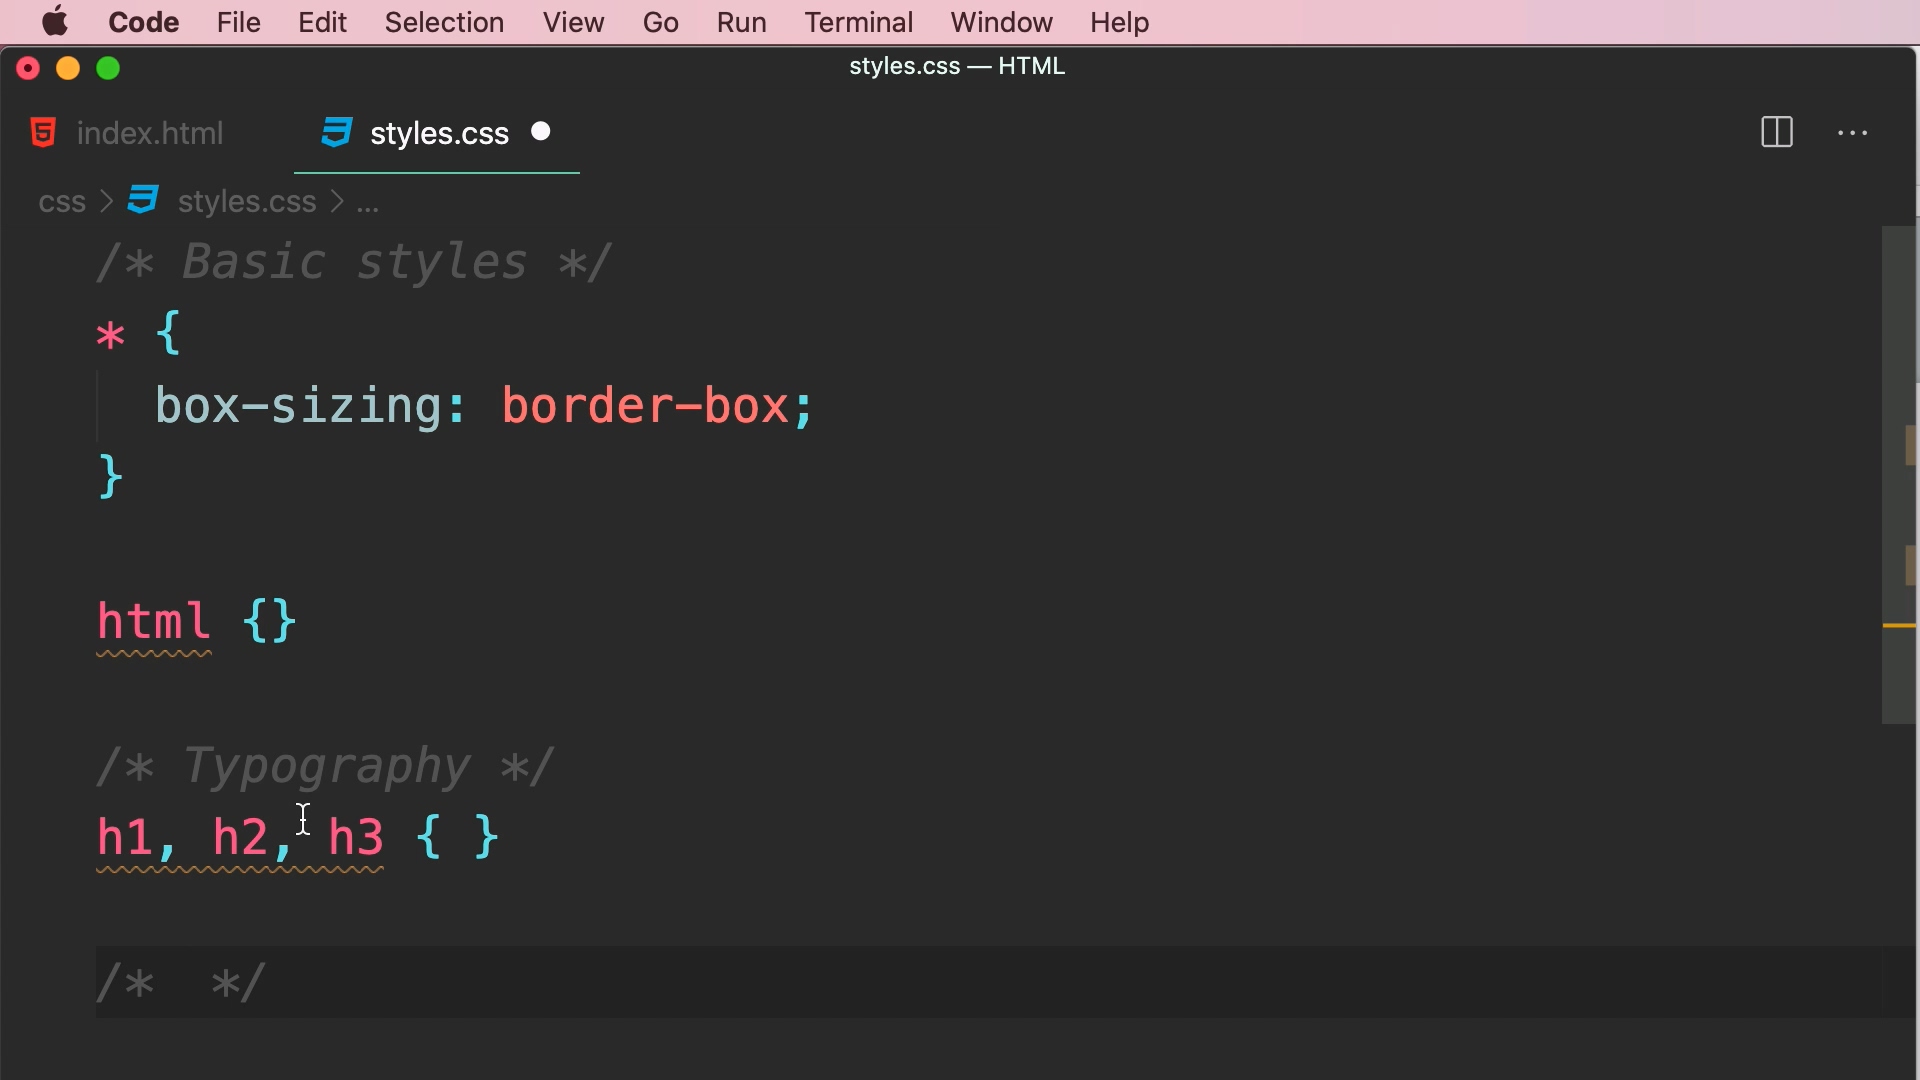 Code File Edit Selection View Go Run Terminal Window Help
styles.css — HTML
index.html styles.css
css > styles.css > ...
/* Basic styles */
* {
box-sizing: border-box;
}
html {}
/* Typography */
h1, h2, h3 { }
/*  */